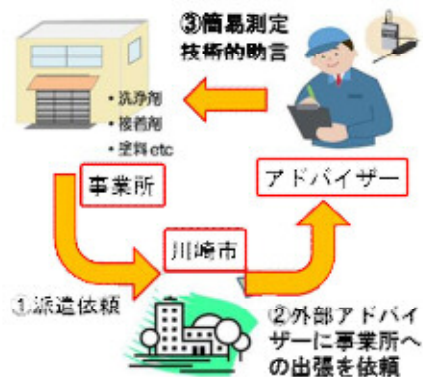 ③簡易測定
技術的助言
・洗浄剤
・接着剤
・塗料etc
事業所
アドバイザー
川崎市
①派遣依頼
②外部アドバイ
ザーに事業所へ
の出張を依頼